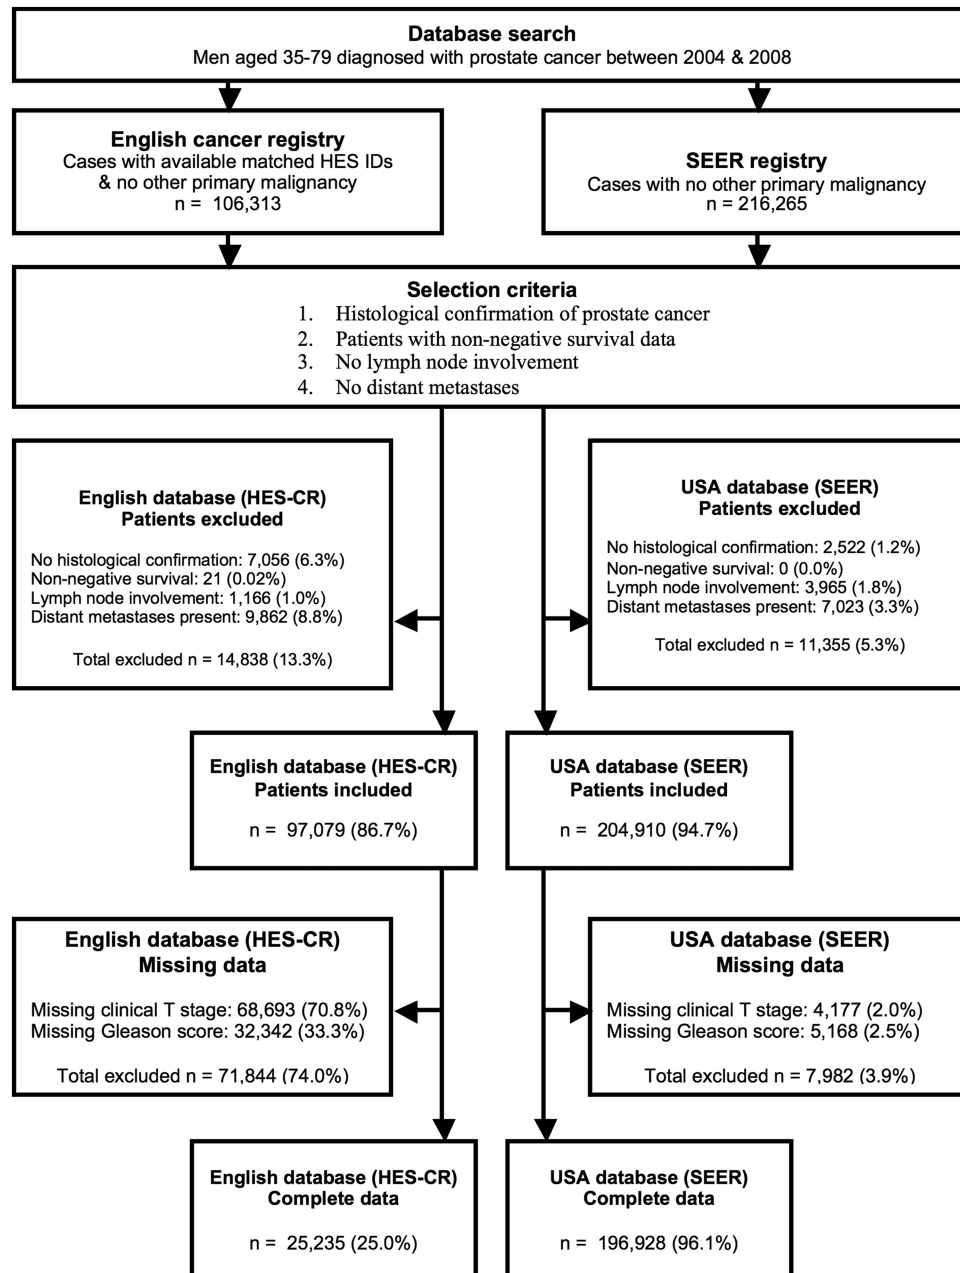 Database search
Men aged 35-79 diagnosed with prostate cancer between 2004 & 2008
English cancer registry
Cases with available matched HES IDs
& no other primary malignancy
n = 106,313
SEER registry
Cases with no other primary malignancy
n = 216,265
Selection criteria
1. Histological confirmation of prostate cancer
2. Patients with non-negative survival data
3. No lymph node involvement
4. No distant metastases
English database (HES-CR)
Patients excluded
No histological confirmation: 7,056 (6.3%)
Non-negative survival: 21 (0.02%)
Lymph node involvement: 1,166 (1.0%)
Distant metastases present: 9,862 (8.8%)
Total excluded n = 14,838 (13.3%)
USA database (SEER)
Patients excluded
No histological confirmation: 2,522 (1.2%)
Non-negative survival: 0 (0.0%)
Lymph node involvement: 3,965 (1.8%)
Distant metastases present: 7,023 (3.3%)
Total excluded n = 11,355 (5.3%)
English database (HES-CR)
Patients included
n = 97,079 (86.7%)
USA database (SEER)
Patients included
n = 204,910 (94.7%)
English database (HES-CR)
Missing data
Missing clinical T stage: 68,693 (70.8%)
Missing Gleason score: 32,342 (33.3%)
Total excluded n = 71,844 (74.0%)
USA database (SEER)
Missing data
Missing clinical T stage: 4,177 (2.0%)
Missing Gleason score: 5,168 (2.5%)
Total excluded n = 7,982 (3.9%)
English database (HES-CR)
Complete data
n = 25,235 (25.0%)
USA database (SEER)
Complete data
n = 196,928 (96.1%)